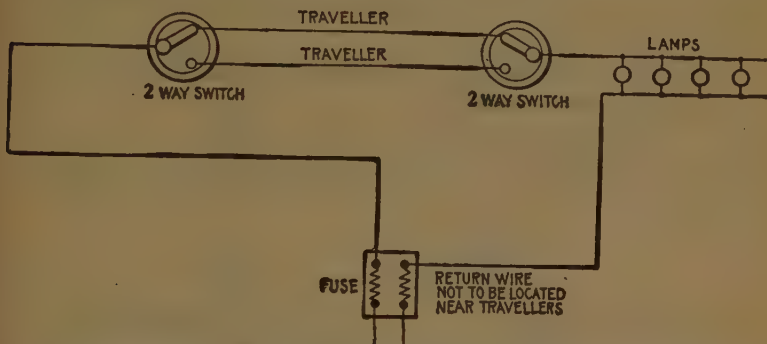 TRAVELLER
TRAVELLER
LAMPS
2 WAY SWITCH
2 WAY SWITCH
FUSE
RETURN WIRE
NOT TO BE LOCATED
NEAR TRAVELLERS